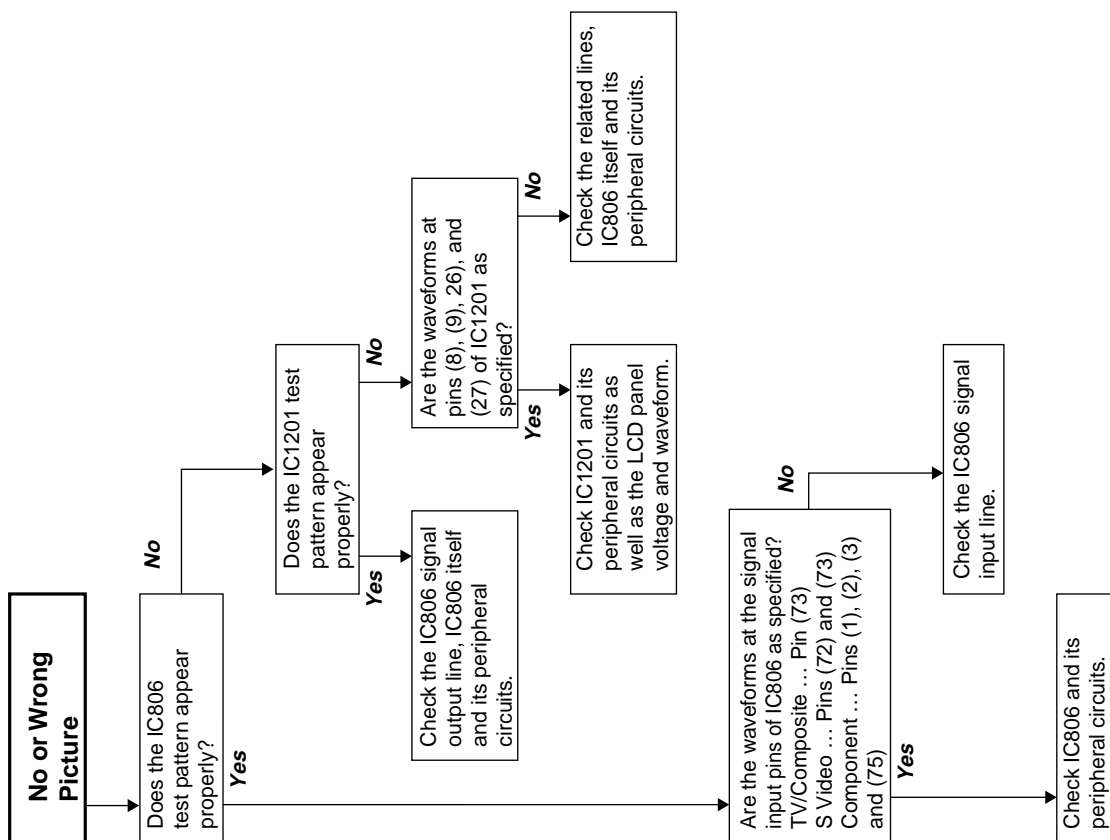 No or Wrong
Picture
Does the IC806
test pattern appear
properly?
No
Yes
Does the IC1201 test
pattern appear
properly?
No
Yes
Check the IC806 signal
output line, IC806 itself
and its peripheral
circuits.
Are the waveforms at
pins (8), (9), 26), and
(27) of IC1201 as
specified?
No
Yes
Check the related lines,
IC806 itself and its
peripheral circuits.
Check IC1201 and its
peripheral circuits as
well as the LCD panel
voltage and waveform.
Are the waveforms at the signal
input pins of IC806 as specified?
TV/Composite … Pin (73)
S Video … Pins (72) and (73)
Component … Pins (1), (2), (3)
and (75)
No
Yes
Check the IC806 signal
input line.
Check IC806 and its
peripheral circuits.